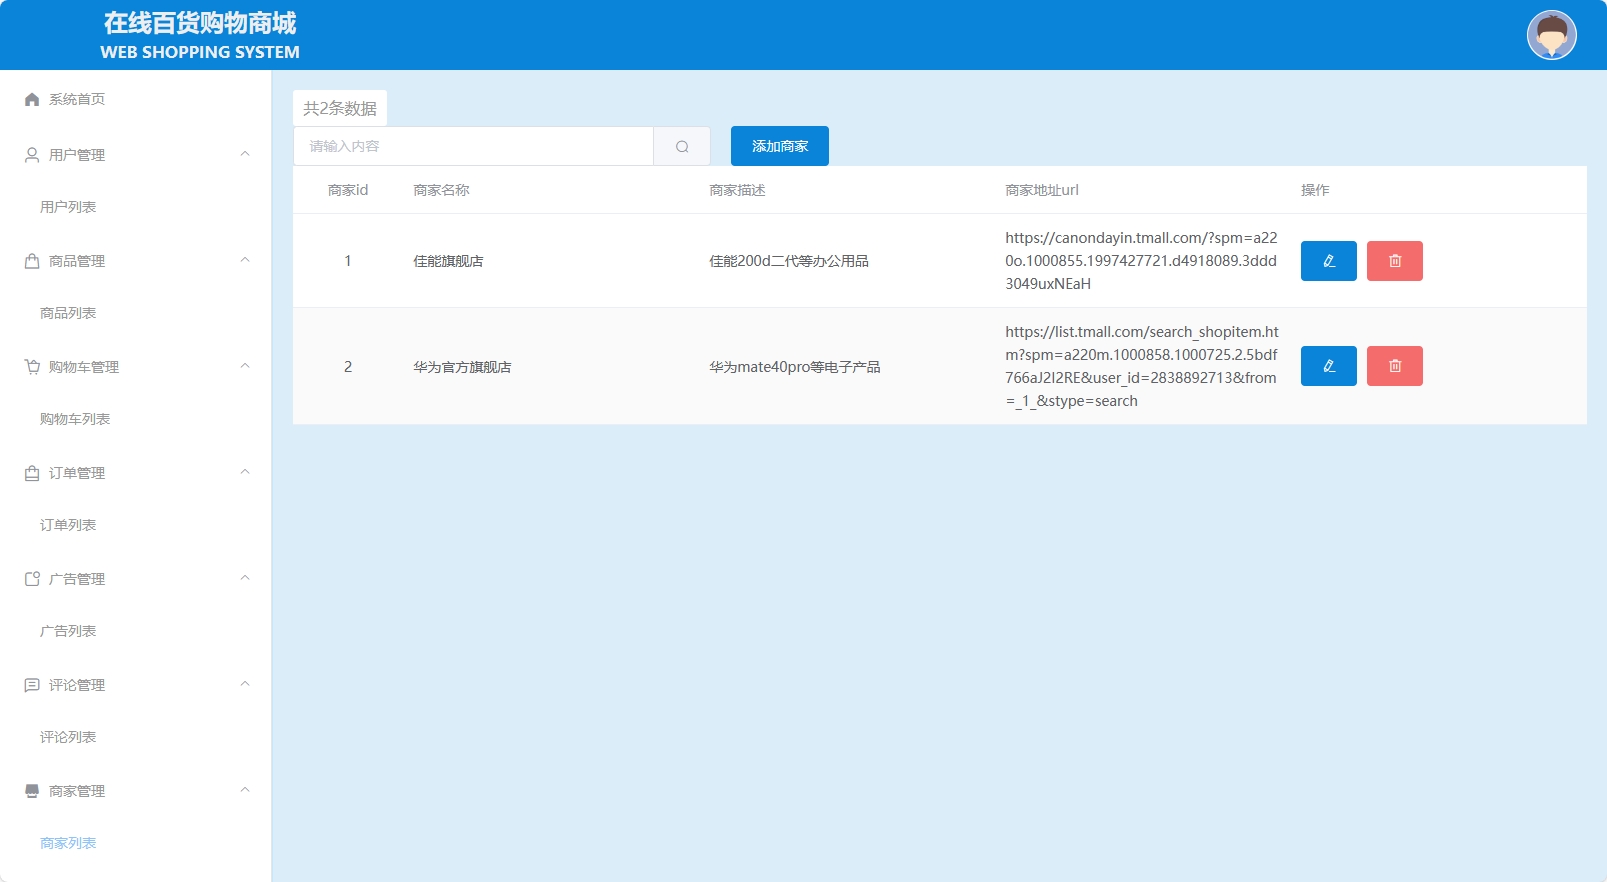 在线百货购物商城
WEB SHOPPING SYSTEM
系统首页
用户管理
用户列表
商品管理
商品列表
购物车管理
购物车列表
订单管理
订单列表
广告管理
广告列表
评论管理
评论列表
商家管理
商家列表
共2条数据
请输入内容
添加商家
商家id 商家名称 商家描述 商家地址url 操作
1 佳能旗舰店 佳能200d二代等办公用品
https://canondayin.tmall.com/?spm=a22
0o.1000855.1997427721.d4918089.3ddd
3049uxNEaH
2 华为官方旗舰店 华为mate40pro等电子产品
https://list.tmall.com/search_shopitem.ht
m?spm=a220m.1000858.1000725.2.5bdf
766aJ2I2RE&user_id=2838892713&from
=_1_&stype=search